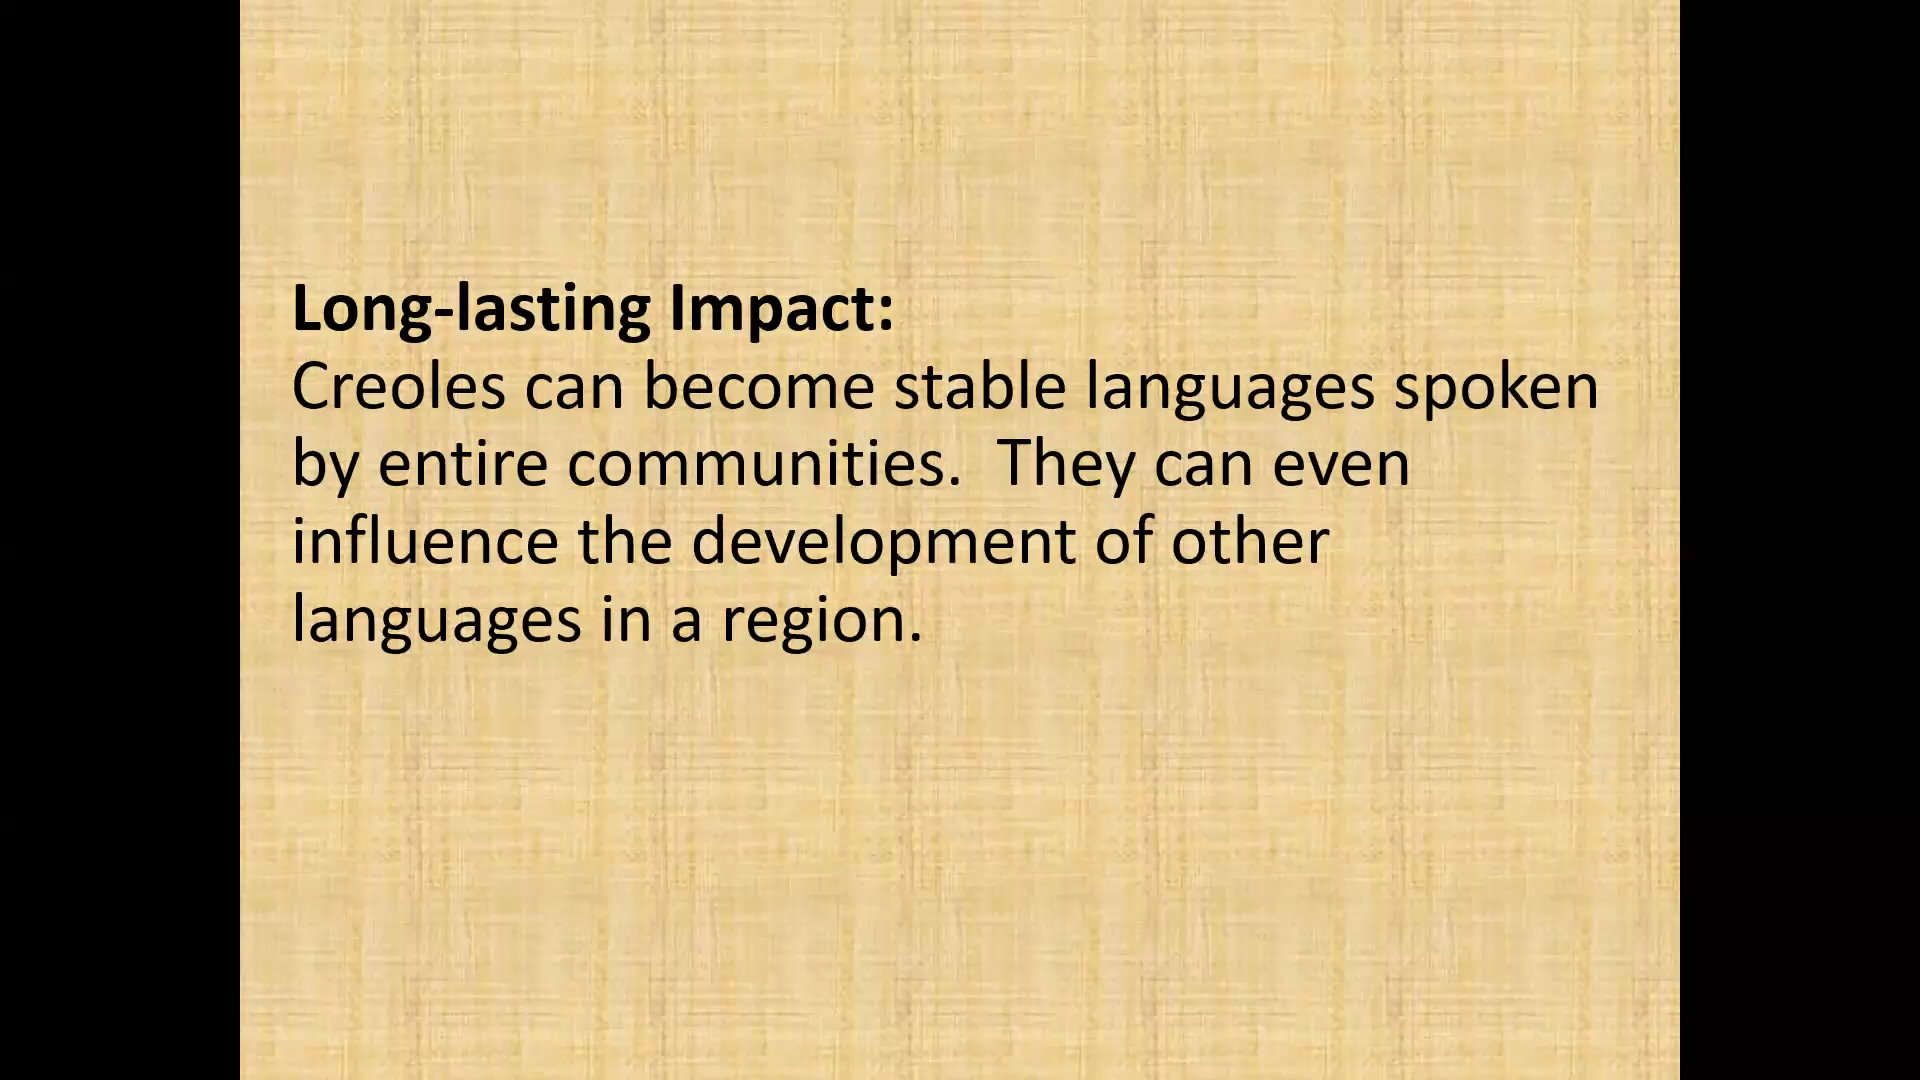 Long-lasting Impact:
Creoles can become stable languages spoken
by entire communities.  They can even
influence the development of other
languages in a region.